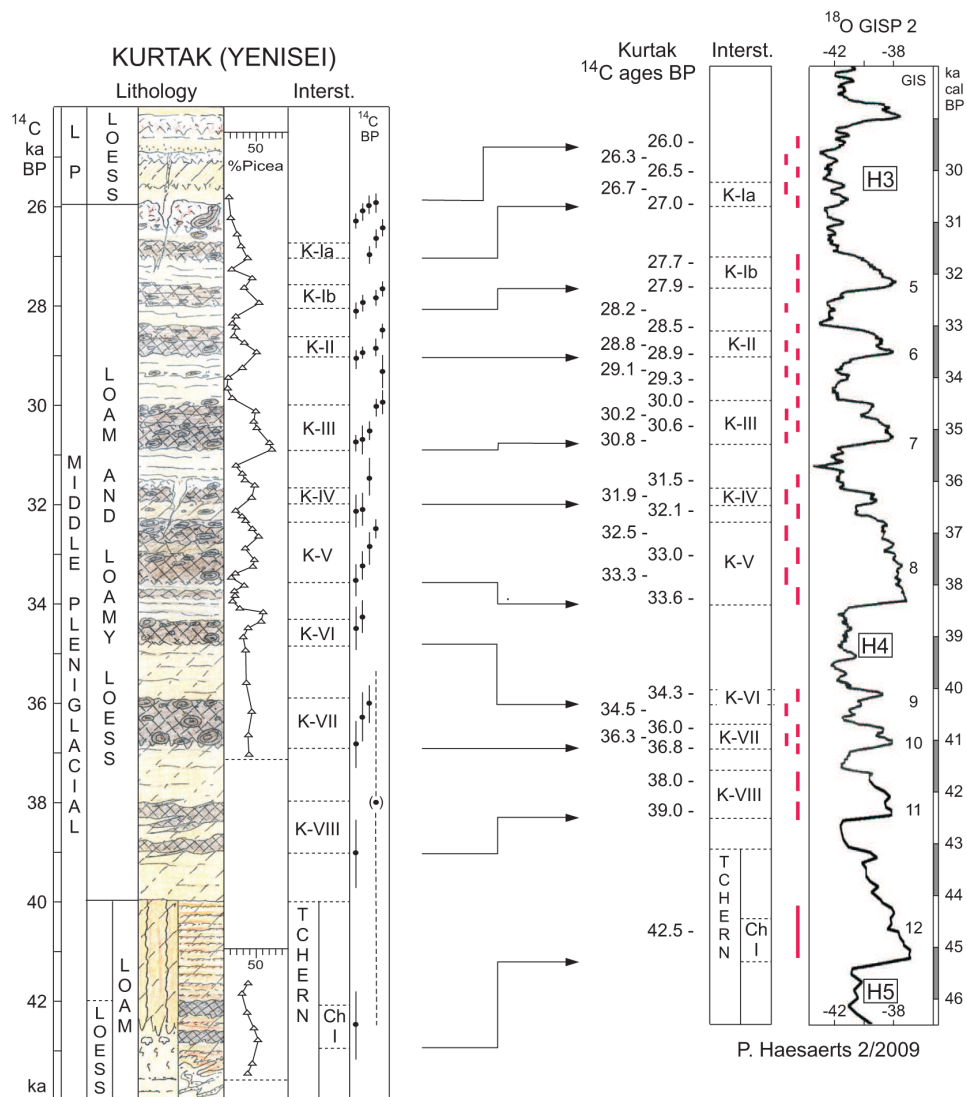 KURTAK (YENISEI)
Lithology
Interst.
14C
ka
BP
L P
LOESS
50
%Picea
14C
BP
26
28
30
32
34
36
38
40
42
ka
MIDDLE PLENIGLACIAL
LOAM AND LOAMY LOESS
LOAM
LOESS
K-Ia
K-Ib
K-II
K-III
K-IV
K-V
K-VI
K-VII
K-VIII
( )
TCHERN
Ch
I
50
Kurtak
14C ages BP
Interst.
26.0 -
26.3 -
26.5 -
26.7 -
27.0 -
27.7 -
27.9 -
28.2 -
28.5 -
28.8 -
28.9 -
29.1 -
29.3 -
30.0 -
30.2 -
30.6 -
30.8 -
31.5 -
31.9 -
32.1 -
32.5 -
33.0 -
33.3 -
33.6 -
34.3 -
34.5 -
36.0 -
36.3 -
36.8 -
38.0 -
39.0 -
42.5 -
K-Ia
K-Ib
K-II
K-III
K-IV
K-V
K-VI
K-VII
K-VIII
TCHERN
Ch
I
18O GISP 2
-42 -38
GIS
ka
cal
BP
H3
5
6
7
8
H4
9
10
11
12
H5
-42 -38
30
31
32
33
34
35
36
37
38
39
40
41
42
43
44
45
46
P. Haesaerts 2/2009